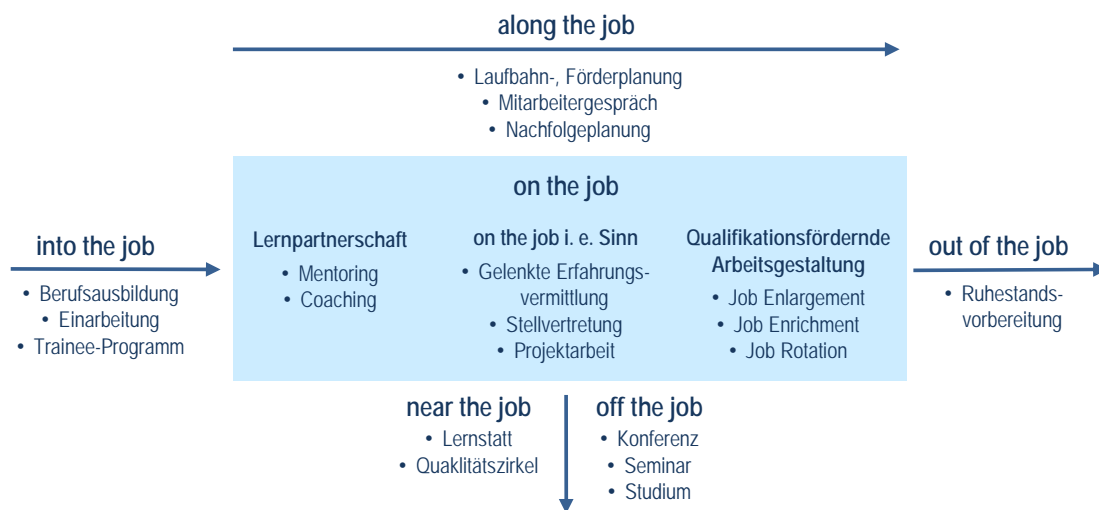 along the job
• Laufbahn-, Förderplanung
• Mitarbeitergespräch
• Nachfolgeplanung
into the job
• Berufsausbildung
• Einarbeitung
• Trainee-Programm
on the job
Lernpartnerschaft
• Mentoring
• Coaching
on the job i. e. Sinn
• Gelenkte Erfahrungs-
vermittlung
• Stellvertretung
• Projektarbeit
Qualifikationsfördernde
Arbeitsgestaltung
• Job Enlargement
• Job Enrichment
• Job Rotation
out of the job
• Ruhestands-
vorbereitung
near the job
• Lernstatt
• Quaklitätszirkel
off the job
• Konferenz
• Seminar
• Studium